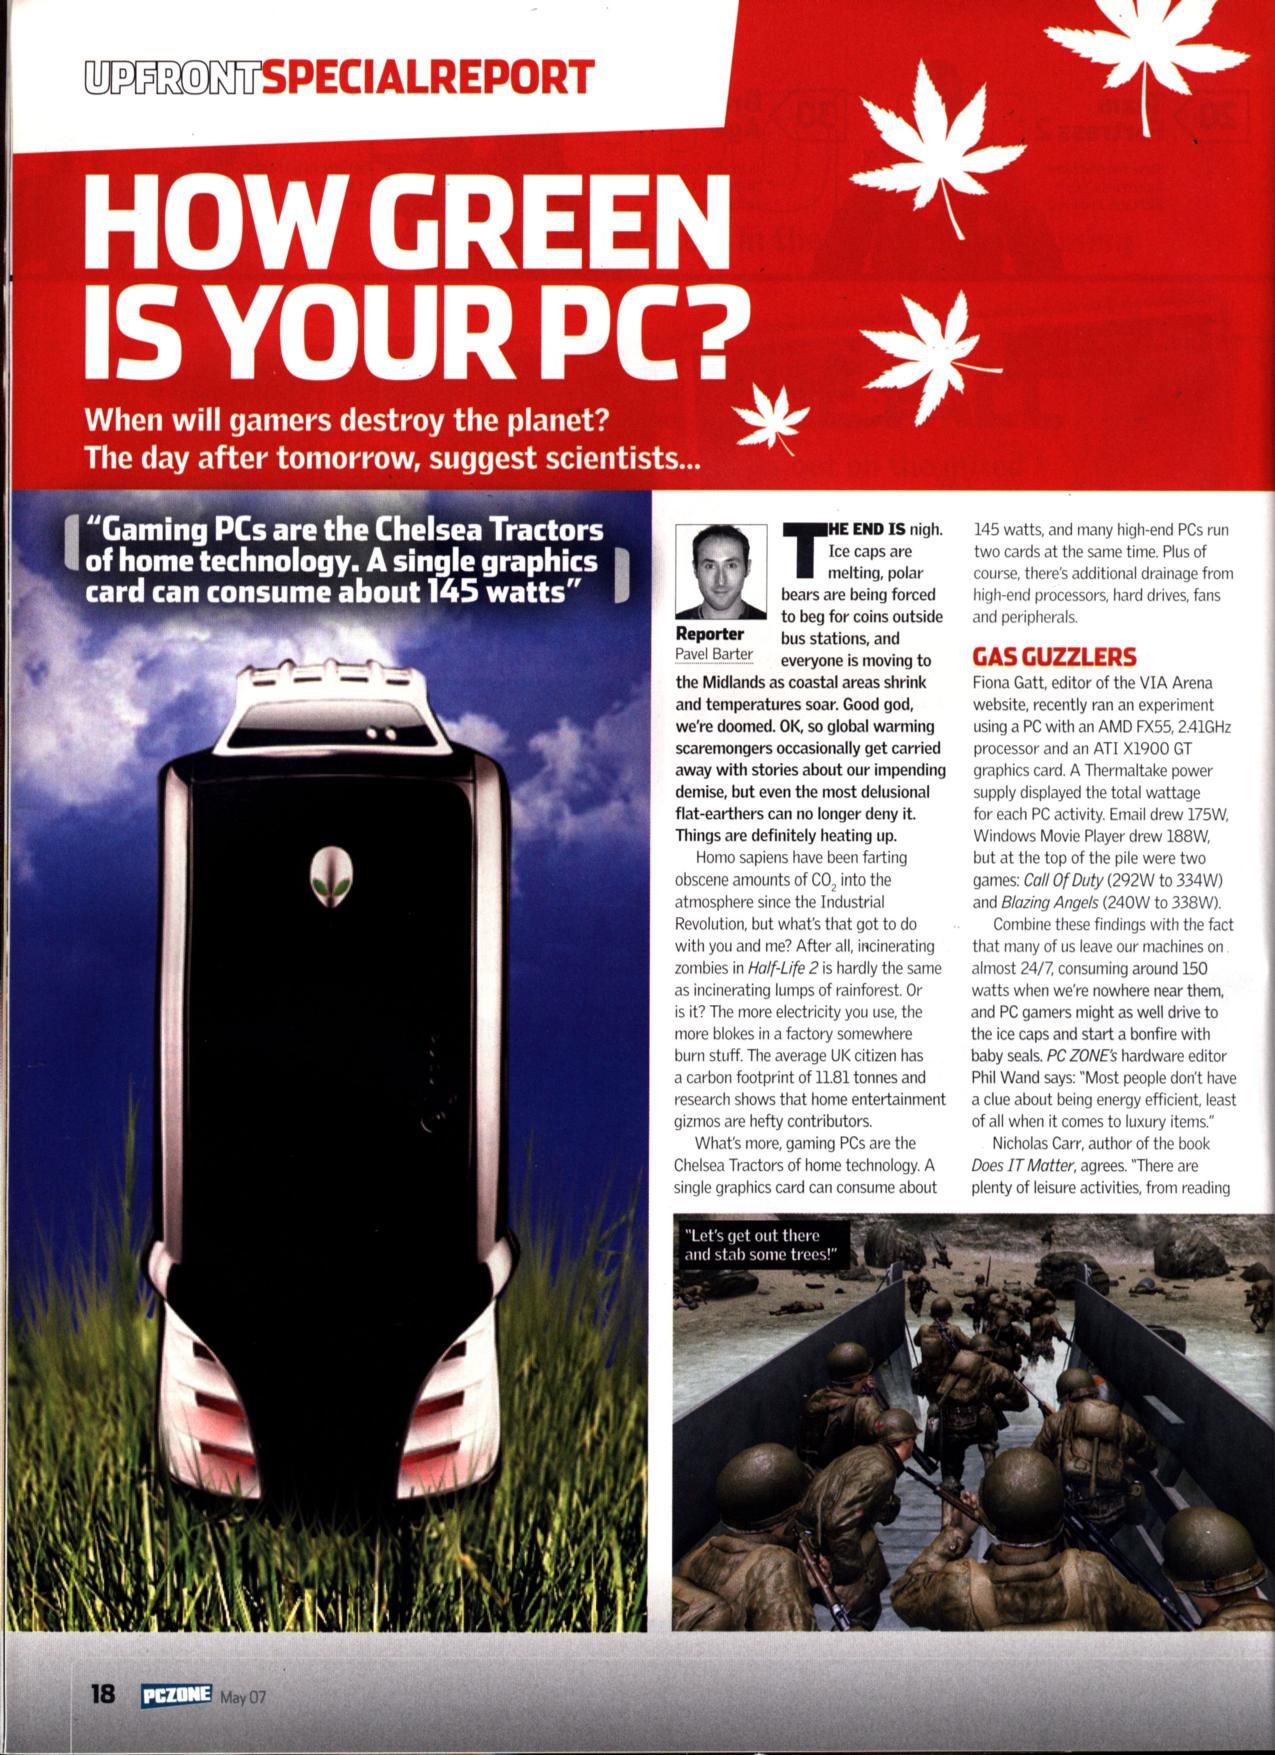 UPFRONTSPECIALREPORT
HOW GREEN
IS YOUR PC?
When will gamers destroy the planet?
The day after tomorrow, suggest scientists...
“Gaming PCs are the Chelsea Tractors
of home technology. A single graphics
card can consume about 145 watts”
Reporter
Pavel Barter
THE END IS nigh.
Ice caps are
melting, polar
bears are being forced
to beg for coins outside
bus stations, and
everyone is moving to
the Midlands as coastal areas shrink
and temperatures soar. Good god,
we're doomed. OK, so global warming
scaremongers occasionally get carried
away with stories about our impending
demise, but even the most delusional
flat-earthers can no longer deny it.
Things are definitely heating up.
Homo sapiens have been farting
obscene amounts of CO₂ into the
atmosphere since the Industrial
Revolution, but what's that got to do
with you and me? After all, incinerating
zombies in Half-Life 2 is hardly the same
as incinerating lumps of rainforest. Or
is it? The more electricity you use, the
more blokes in a factory somewhere
burn stuff. The average UK citizen has
a carbon footprint of 11.81 tonnes and
research shows that home entertainment
gizmos are hefty contributors.
What's more, gaming PCs are the
Chelsea Tractors of home technology. A
single graphics card can consume about
145 watts, and many high-end PCs run
two cards at the same time. Plus of
course, there's additional drainage from
high-end processors, hard drives, fans
and peripherals.
GAS GUZZLERS
Fiona Gatt, editor of the VIA Arena
website, recently ran an experiment
using a PC with an AMD FX55, 2.41GHz
processor and an ATI X1900 GT
graphics card. A Thermaltake power
supply displayed the total wattage
for each PC activity. Email drew 175W,
Windows Movie Player drew 188W,
but at the top of the pile were two
games: Call Of Duty (292W to 334W)
and Blazing Angels (240W to 338W).
Combine these findings with the fact
that many of us leave our machines on
almost 24/7, consuming around 150
watts when we're nowhere near them,
and PC gamers might as well drive to
the ice caps and start a bonfire with
baby seals. PC ZONE's hardware editor
Phil Wand says: “Most people don't have
a clue about being energy efficient, least
of all when it comes to luxury items.”
Nicholas Carr, author of the book
Does IT Matter, agrees. “There are
plenty of leisure activities, from reading
“Let's get out there
and stab some trees!”
18 PCZONE May 07